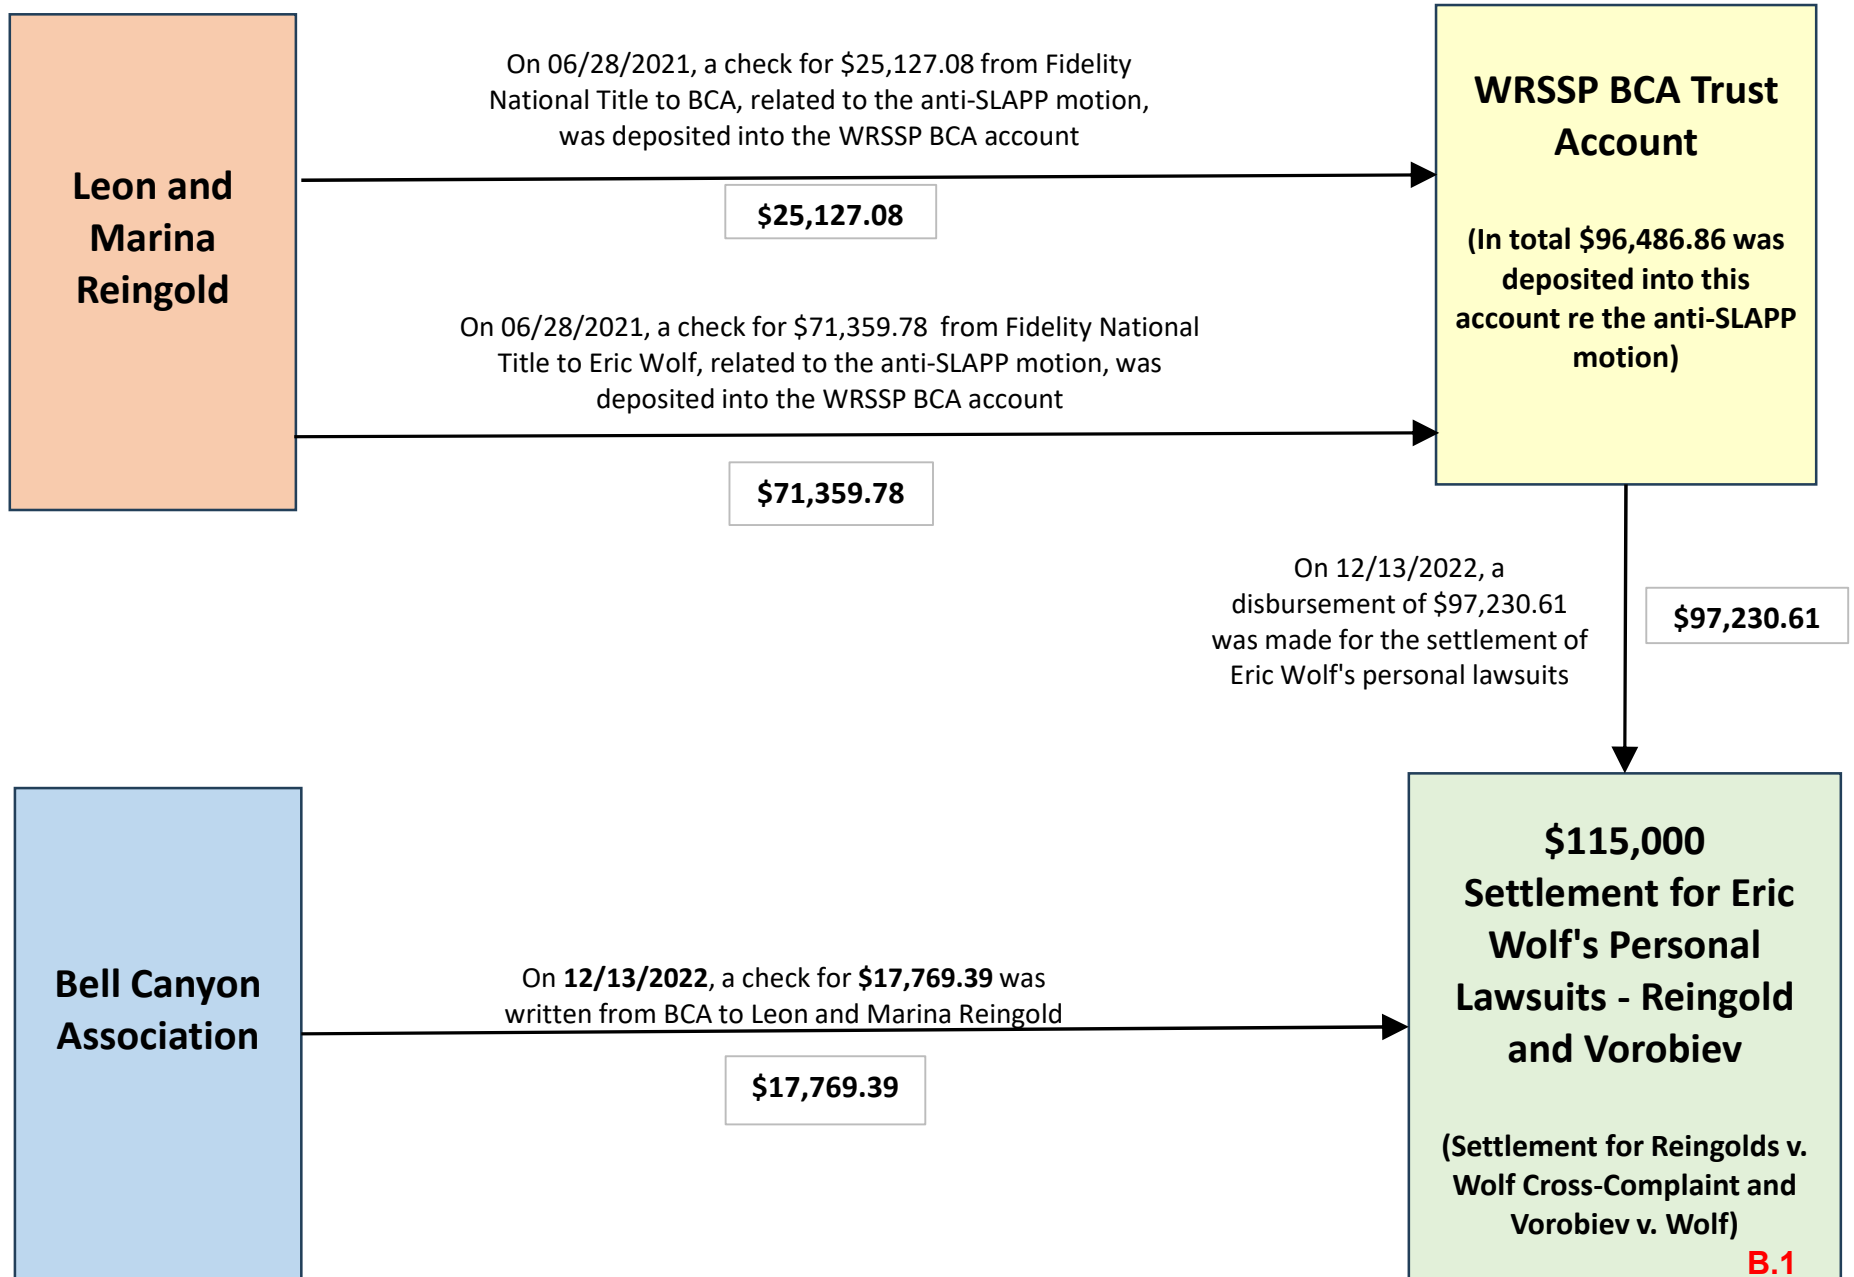 Leon and
Marina
Reingold
On 06/28/2021, a check for $25,127.08 from Fidelity
National Title to BCA, related to the anti-SLAPP motion,
was deposited into the WRSSP BCA account
$25,127.08
On 06/28/2021, a check for $71,359.78 from Fidelity National
Title to Eric Wolf, related to the anti-SLAPP motion, was
deposited into the WRSSP BCA account
$71,359.78
WRSSP BCA Trust
Account
(In total $96,486.86 was
deposited into this
account re the anti-SLAPP
motion)
On 12/13/2022, a
disbursement of $97,230.61
was made for the settlement of
Eric Wolf's personal lawsuits
$97,230.61
Bell Canyon
Association
On 12/13/2022, a check for $17,769.39 was
written from BCA to Leon and Marina Reingold
$17,769.39
$115,000
Settlement for Eric
Wolf's Personal
Lawsuits - Reingold
and Vorobiev
(Settlement for Reingolds v.
Wolf Cross-Complaint and
Vorobiev v. Wolf)
B.1